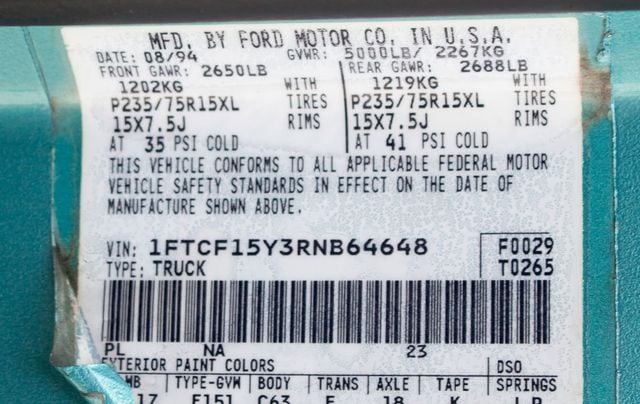 MFD. BY FORD MOTOR CO. IN U.S.A.
DATE: 08/94 GVWR: 5000LB/ 2267KG
FRONT GAWR: 2650LB REAR GAWR: 2688LB
1202KG WITH 1219KG WITH
P235/75R15XL TIRES P235/75R15XL TIRES
15X7.5J RIMS 15X7.5J RIMS
AT 35 PSI COLD AT 41 PSI COLD
THIS VEHICLE CONFORMS TO ALL APPLICABLE FEDERAL MOTOR
VEHICLE SAFETY STANDARDS IN EFFECT ON THE DATE OF
MANUFACTURE SHOWN ABOVE.
VIN: 1FTCF15Y3RNB64648 F0029
TYPE: TRUCK T0265
PL NA 23
EXTERIOR PAINT COLORS DSO
WB TYPE-GVW BODY TRANS AXLE TAPE SPRINGS
F151 C63 18 K